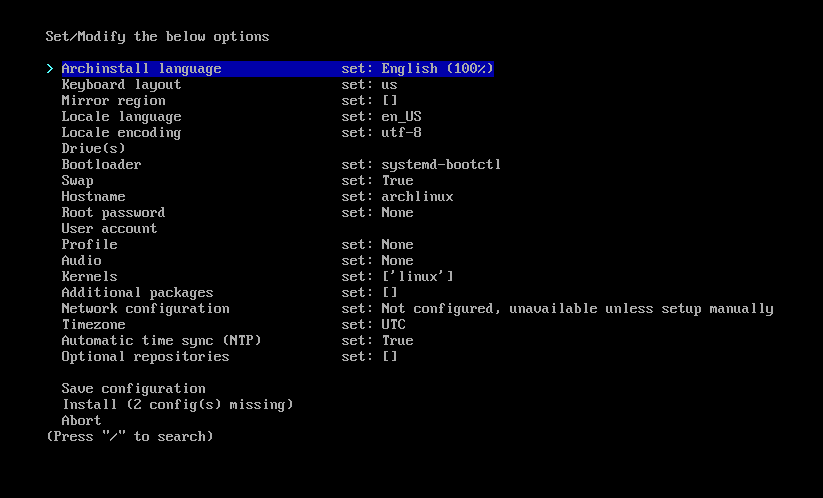 Set/Modify the below options
> Archinstall language set: English (100%)
Keyboard layout set: us
Mirror region set: []
Locale language set: en_US
Locale encoding set: utf-8
Drive(s)
Bootloader set: systemd-bootctl
Swap set: True
Hostname set: archlinux
Root password set: None
User account
Profile set: None
Audio set: None
Kernels set: ['linux']
Additional packages set: []
Network configuration set: Not configured, unavailable unless setup manually
Timezone set: UTC
Automatic time sync (NTP) set: True
Optional repositories set: []
Save configuration
Install (2 config(s) missing)
Abort
(Press "/" to search)